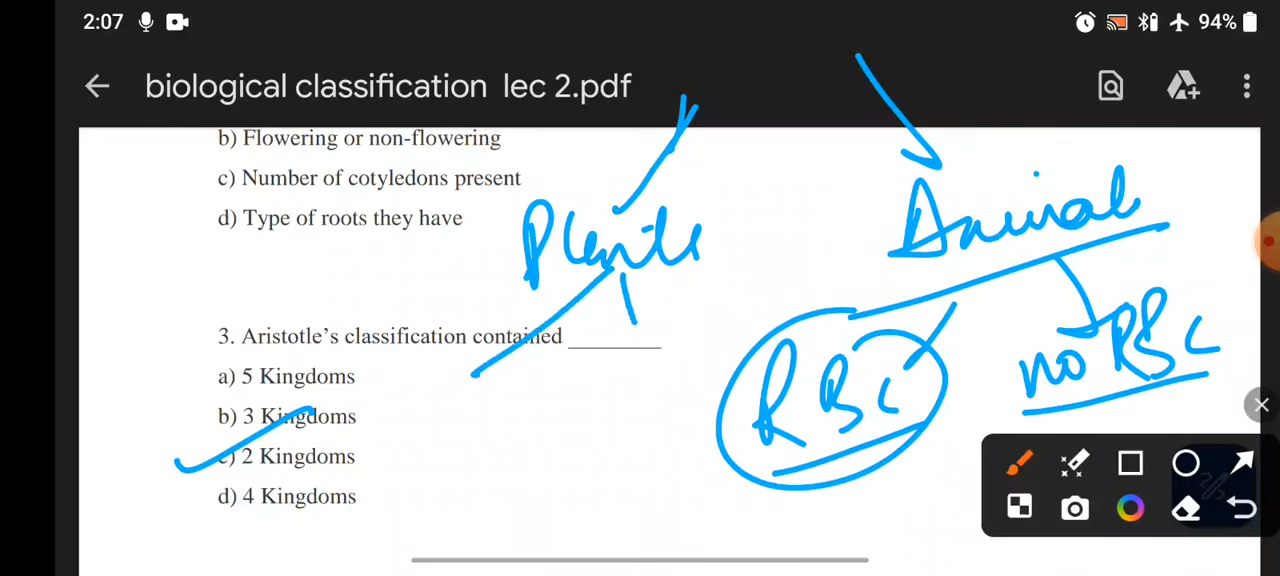 2:07 94%
biological classification lec 2.pdf
b) Flowering or non-flowering
c) Number of cotyledons present
d) Type of roots they have
Plants
Animal
3. Aristotle's classification contained ________
RBC
no RBC
a) 5 Kingdoms
b) 3 Kingdoms
c) 2 Kingdoms
d) 4 Kingdoms